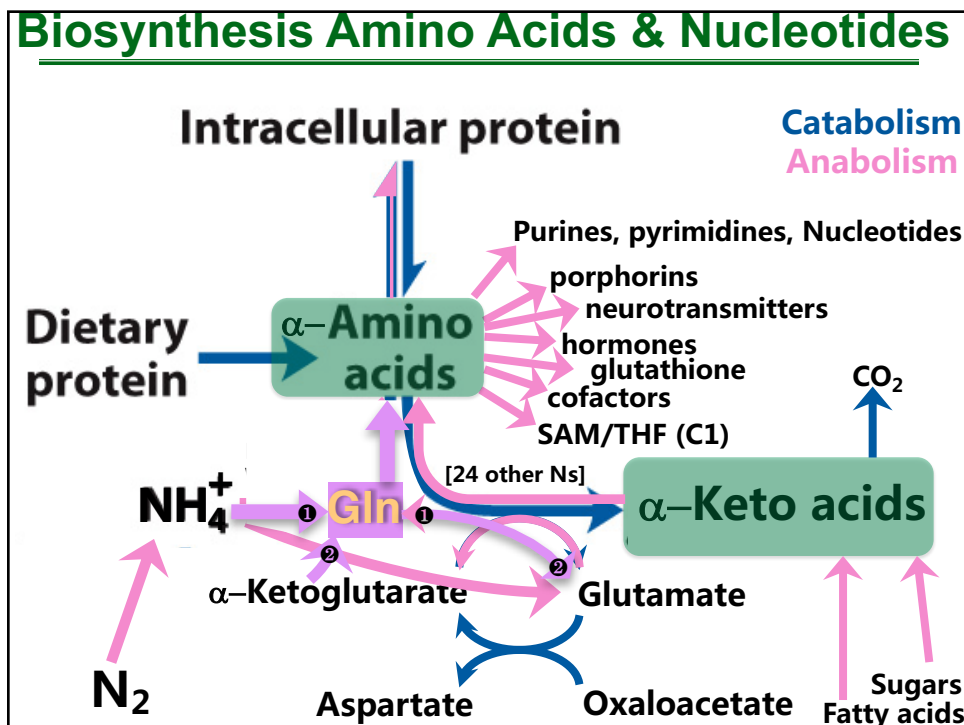 Biosynthesis Amino Acids & Nucleotides
Intracellular protein
Catabolism
Anabolism
Purines, pyrimidines, Nucleotides
porphorins
neurotransmitters
hormones
glutathione
cofactors
SAM/THF (C1)
Dietary
protein
α–Amino
acids
CO₂
[24 other Ns]
NH₄⁺
❶
Gln
❶
α–Keto acids
❷
❷
α–Ketoglutarate
Glutamate
N₂
Aspartate
Oxaloacetate
Sugars
Fatty acids